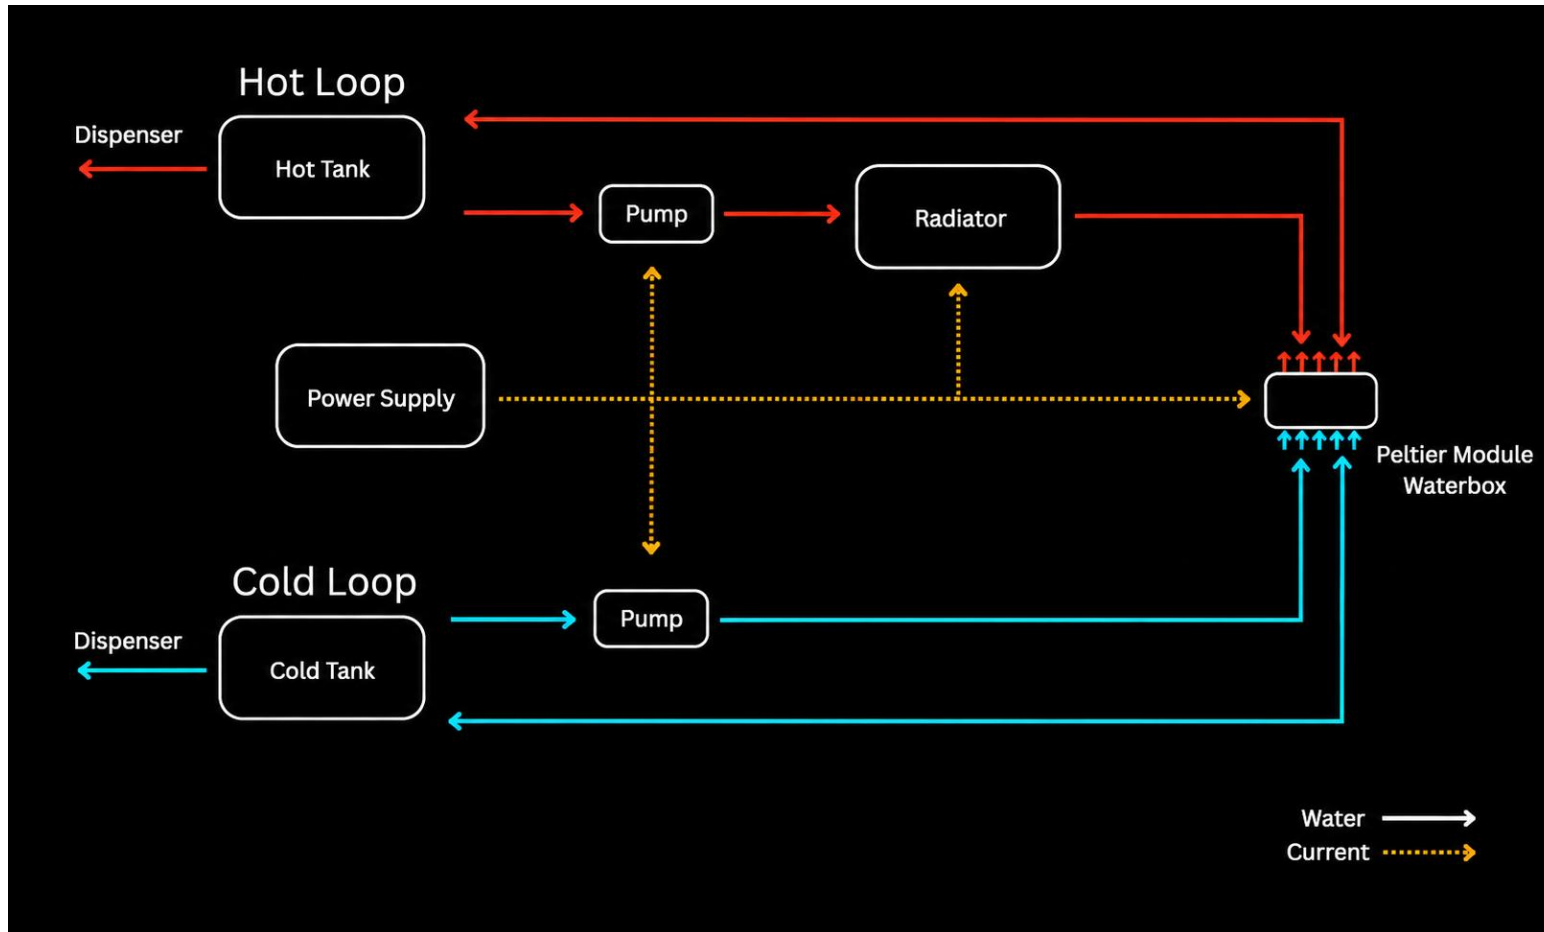 Hot Loop
Dispenser
Hot Tank
Pump
Radiator
Power Supply
Peltier Module
Waterbox
Cold Loop
Dispenser
Cold Tank
Pump
Water
Current